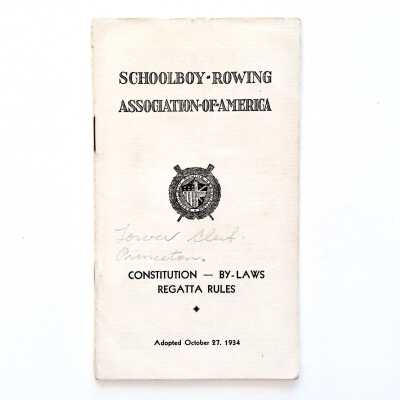 SCHOOLBOY·ROWING
ASSOCIATION·OF·AMERICA
Princeton.
CONSTITUTION — BY-LAWS
REGATTA RULES
Adopted October 27, 1934